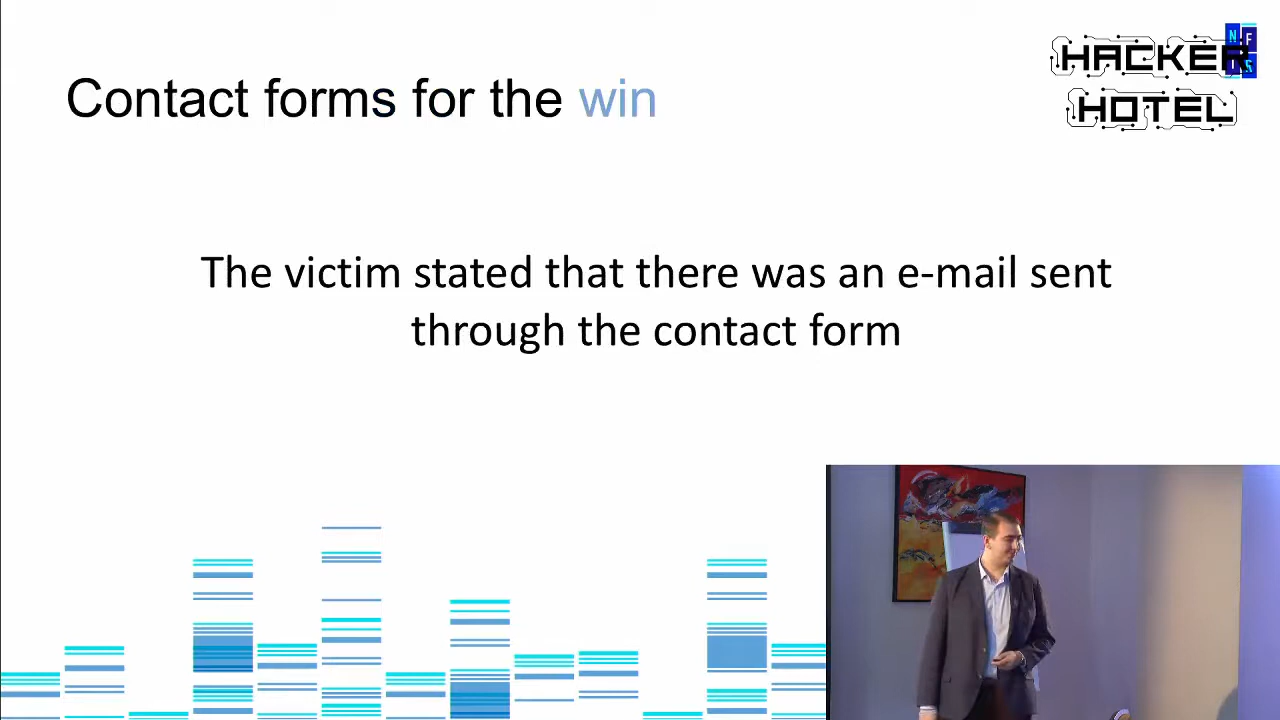 Contact forms for the win
HACKER
HOTEL
N F
I S
The victim stated that there was an e-mail sent
through the contact form